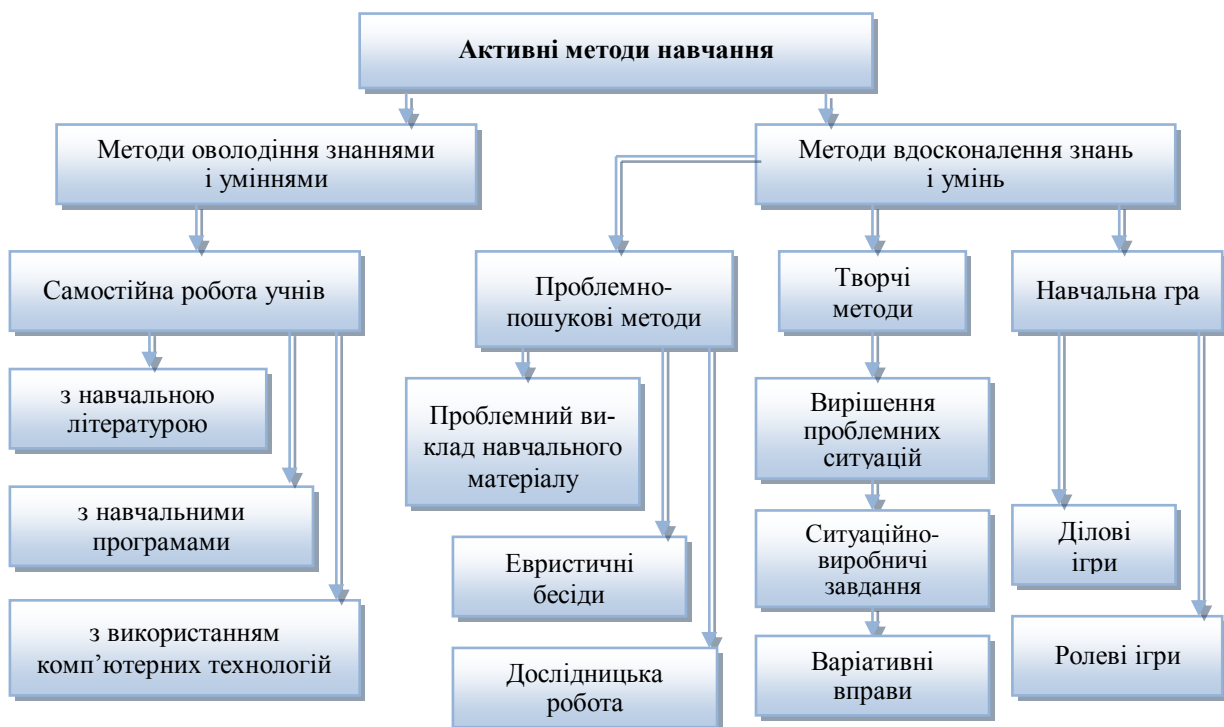 Активні методи навчання
Методи оволодіння знаннями
і уміннями
Методи вдосконалення знань
і умінь
Самостійна робота учнів
Проблемно-
пошукові методи
Творчі
методи
Навчальна гра
з навчальною
літературою
Проблемний ви-
клад навчального
матеріалу
Вирішення
проблемних
ситуацій
з навчальними
програмами
Евристичні
бесіди
Ситуаційно-
виробничі
завдання
Ділові
ігри
з використанням
комп’ютерних технологій
Дослідницька
робота
Варіативні
вправи
Ролеві ігри